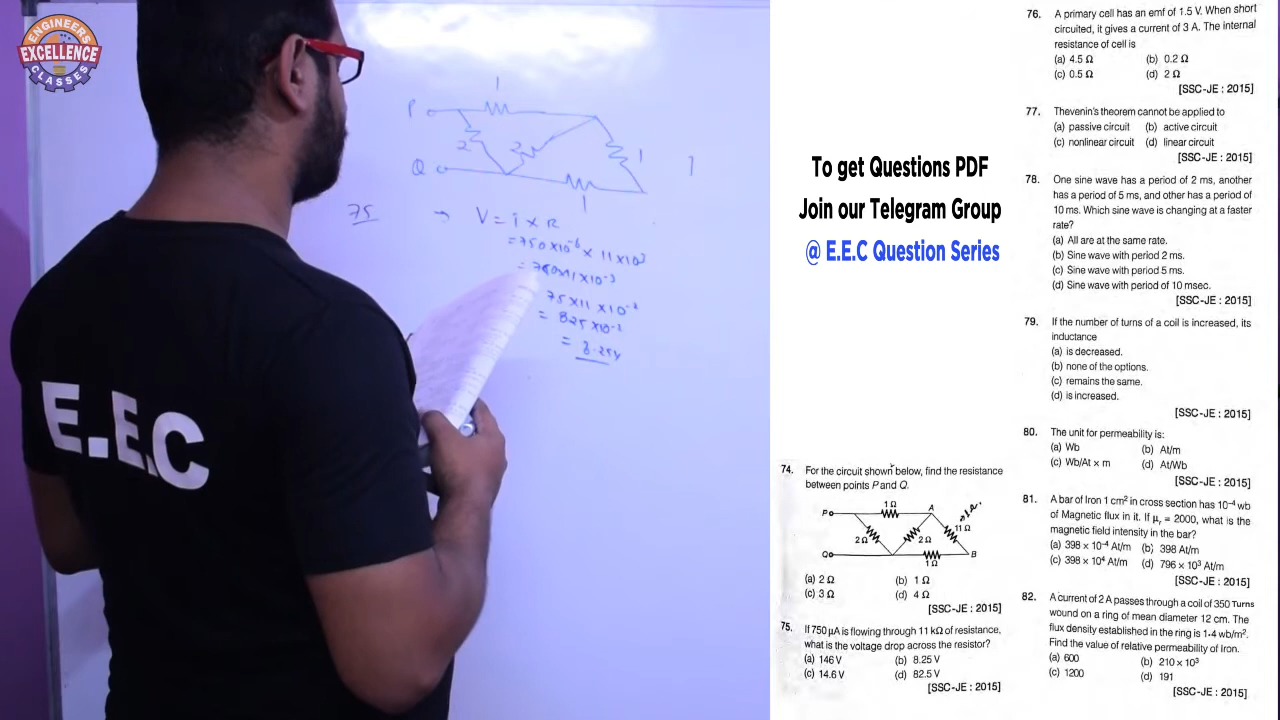 ENGINEERS
EXCELLENCE
CLASSES
E.E.C
P
1
2
2
1
Q
1
1
75
→ V = i × R
= 750×10⁻⁶ × 11×10³
= 750×11×10⁻³
75×11×10⁻²
= 825×10⁻²
= 8.25V
To get Questions PDF
Join our Telegram Group
@ E.E.C Question Series
74. For the circuit shown below, find the resistance
between points P and Q.
1 Ω
P
A
2 Ω
2 Ω
11 Ω
Q
B
1 Ω
(a) 2 Ω (b) 1 Ω
(c) 3 Ω (d) 4 Ω
[SSC-JE : 2015]
75. If 750 µA is flowing through 11 kΩ of resistance,
what is the voltage drop across the resistor?
(a) 146 V (b) 8.25 V
(c) 14.6 V (d) 82.5 V
[SSC-JE : 2015]
76. A primary cell has an emf of 1.5 V. When short
circuited, it gives a current of 3 A. The internal
resistance of cell is
(a) 4.5 Ω (b) 0.2 Ω
(c) 0.5 Ω (d) 2 Ω
[SSC-JE : 2015]
77. Thevenin's theorem cannot be applied to
(a) passive circuit (b) active circuit
(c) nonlinear circuit (d) linear circuit
[SSC-JE : 2015]
78. One sine wave has a period of 2 ms, another
has a period of 5 ms, and other has a period of
10 ms. Which sine wave is changing at a faster
rate?
(a) All are at the same rate.
(b) Sine wave with period 2 ms.
(c) Sine wave with period 5 ms.
(d) Sine wave with period of 10 msec.
[SSC-JE : 2015]
79. If the number of turns of a coil is increased, its
inductance
(a) is decreased.
(b) none of the options.
(c) remains the same.
(d) is increased.
[SSC-JE : 2015]
80. The unit for permeability is:
(a) Wb (b) At/m
(c) Wb/At × m (d) At/Wb
[SSC-JE : 2015]
81. A bar of Iron 1 cm² in cross section has 10⁻⁴ wb
of Magnetic flux in it. If µᵣ = 2000, what is the
magnetic field intensity in the bar?
(a) 398 × 10⁻⁴ At/m (b) 398 At/m
(c) 398 × 10⁴ At/m (d) 796 × 10³ At/m
[SSC-JE : 2015]
82. A current of 2 A passes through a coil of 350 Turns
wound on a ring of mean diameter 12 cm. The
flux density established in the ring is 1·4 wb/m².
Find the value of relative permeability of Iron.
(a) 600 (b) 210 × 10³
(c) 1200 (d) 191
[SSC-JE : 2015]